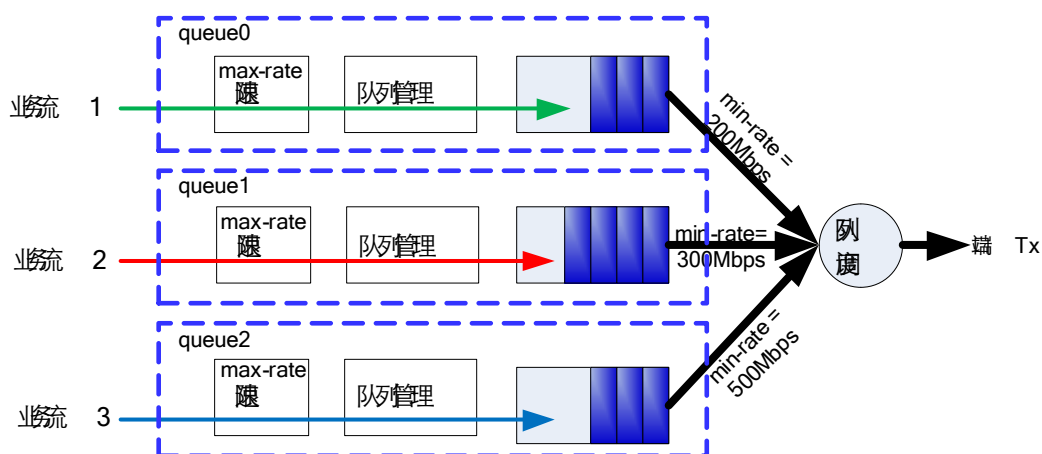 queue0
max-rate
限速
队列管理
业务流 1
min-rate =
200Mbps
queue1
max-rate
限速
队列管理
业务流 2
min-rate=
300Mbps
队列
调度
端口 Tx
queue2
max-rate
限速
队列管理
业务流 3
min-rate =
500Mbps